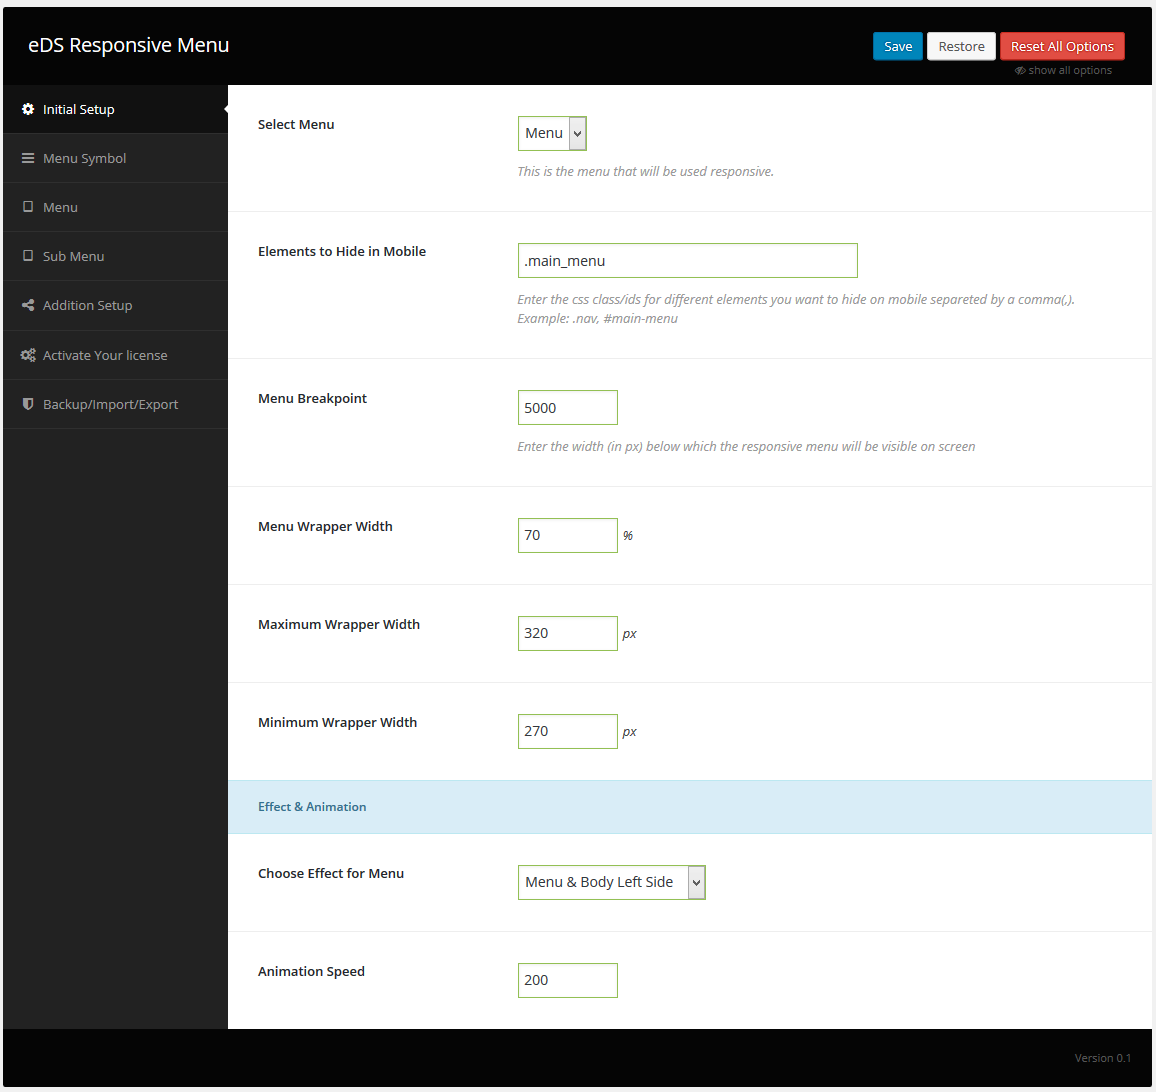 eDS Responsive Menu
Save
Restore
Reset All Options
show all options
Initial Setup
Menu Symbol
Menu
Sub Menu
Addition Setup
Activate Your license
Backup/Import/Export
Select Menu
Menu
This is the menu that will be used responsive.
Elements to Hide in Mobile
.main_menu
Enter the css class/ids for different elements you want to hide on mobile separeted by a comma(,).
Example: .nav, #main-menu
Menu Breakpoint
5000
Enter the width (in px) below which the responsive menu will be visible on screen
Menu Wrapper Width
70 %
Maximum Wrapper Width
320 px
Minimum Wrapper Width
270 px
Effect & Animation
Choose Effect for Menu
Menu & Body Left Side
Animation Speed
200
Version 0.1